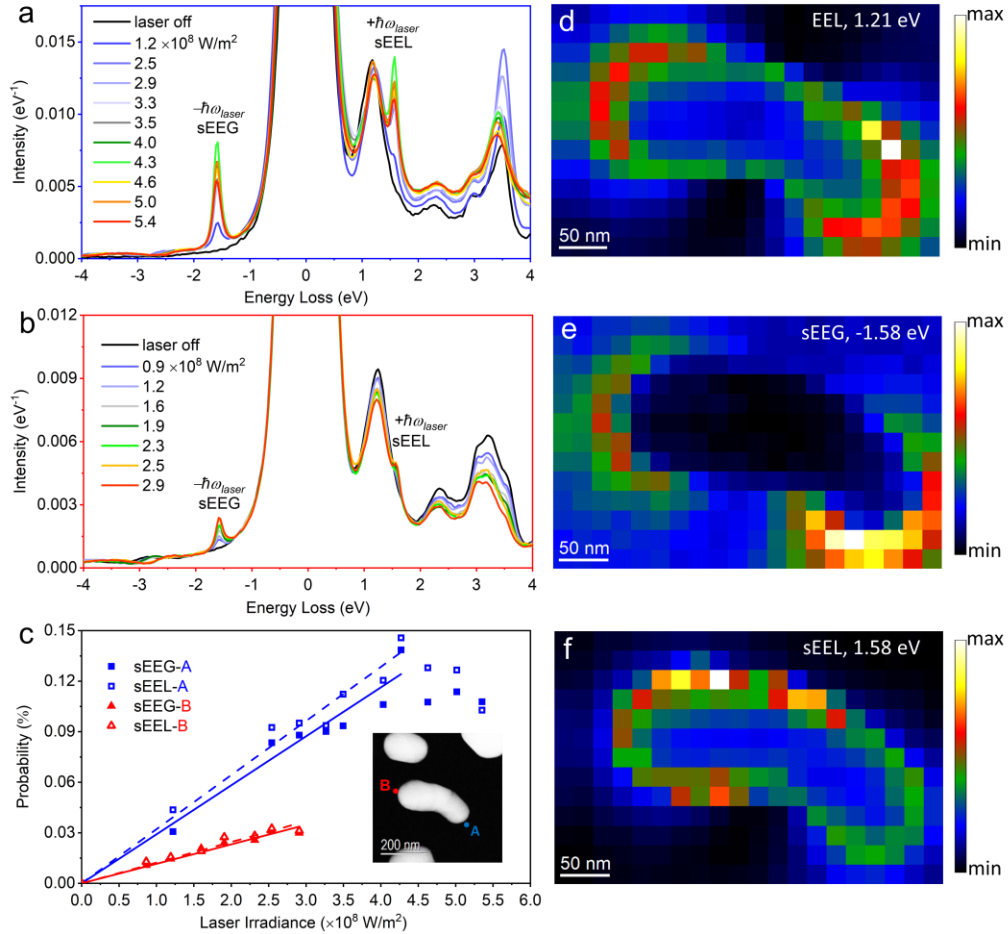 a
laser off
1.2 ×10⁸ W/m²
2.5
2.9
3.3
3.5
4.0
4.3
4.6
5.0
5.4
−ℏω_laser
sEEG
+ℏω_laser
sEEL
Intensity (eV⁻¹)
0.015
0.010
0.005
0.000
-4 -3 -2 -1 0 1 2 3 4
Energy Loss (eV)
b
laser off
0.9 ×10⁸ W/m²
1.2
1.6
1.9
2.3
2.5
2.9
−ℏω_laser
sEEG
+ℏω_laser
sEEL
Intensity (eV⁻¹)
0.012
0.009
0.006
0.003
0.000
-4 -3 -2 -1 0 1 2 3 4
Energy Loss (eV)
c
sEEG-A
sEEL-A
sEEG-B
sEEL-B
Probability (%)
0.15
0.12
0.09
0.06
0.03
0.00
B
A
200 nm
0.0 0.5 1.0 1.5 2.0 2.5 3.0 3.5 4.0 4.5 5.0 5.5 6.0
Laser Irradiance (×10⁸ W/m²)
d
EEL, 1.21 eV
50 nm
max
min
e
sEEG, -1.58 eV
50 nm
max
min
f
sEEL, 1.58 eV
50 nm
max
min